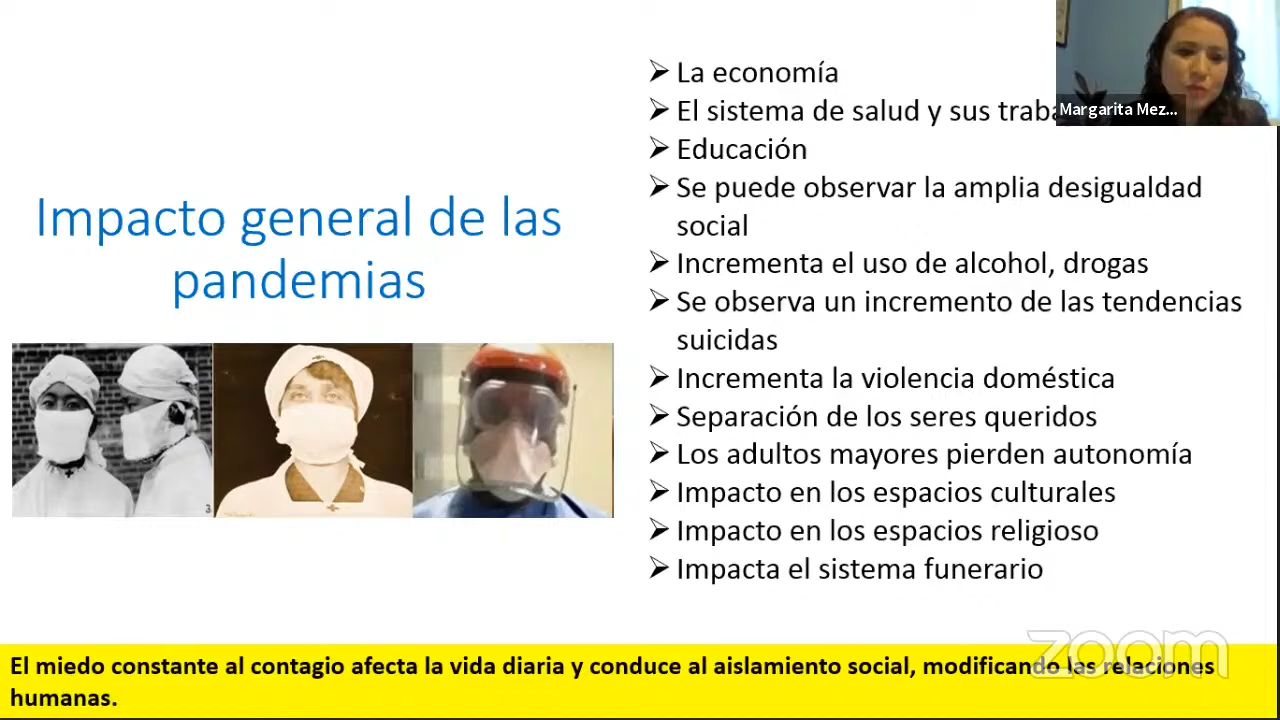 Impacto general de las
pandemias
➢ La economía
➢ El sistema de salud y sus
➢ Educación
➢ Se puede observar la amplia desigualdad
social
➢ Incrementa el uso de alcohol, drogas
➢ Se observa un incremento de las tendencias
suicidas
➢ Incrementa la violencia doméstica
➢ Separación de los seres queridos
➢ Los adultos mayores pierden autonomía
➢ Impacto en los espacios culturales
➢ Impacto en los espacios religioso
➢ Impacta el sistema funerario
Margarita Mez...
3
El miedo constante al contagio afecta la vida diaria y conduce al aislamiento social, modificando las relaciones
humanas.
zoom